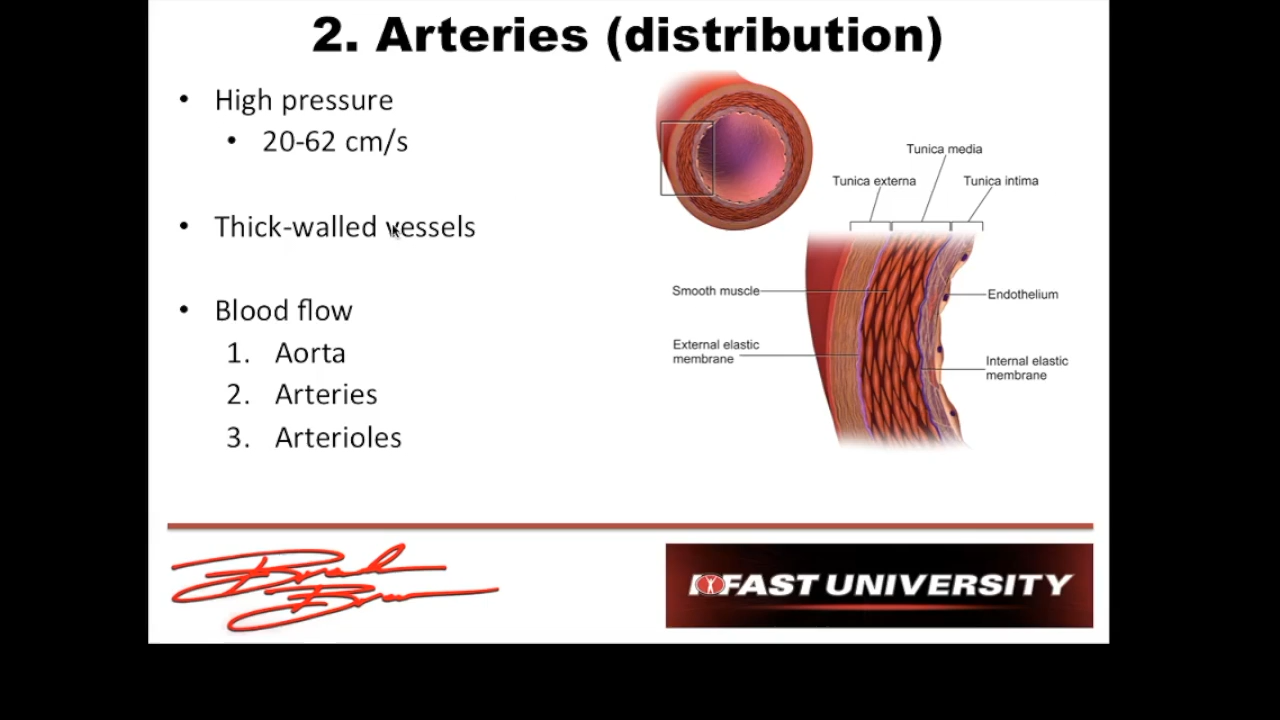 2. Arteries (distribution)
• High pressure
• 20-62 cm/s
• Thick-walled vessels
• Blood flow
1. Aorta
2. Arteries
3. Arterioles
Tunica media
Tunica externa
Tunica intima
Smooth muscle
Endothelium
External elastic
membrane
Internal elastic
membrane
FAST UNIVERSITY